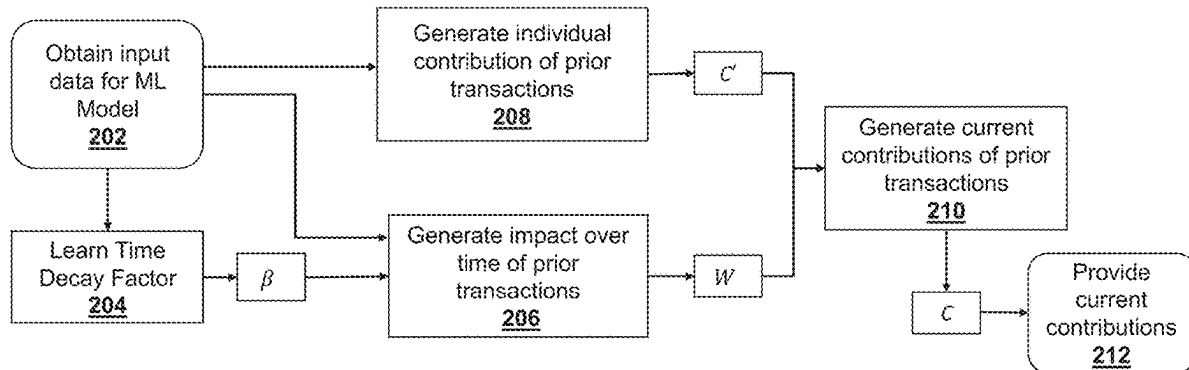 Obtain input
data for ML
Model
202
Generate individual
contribution of prior
transactions
208
C'
Generate current
contributions of prior
transactions
210
Learn Time
Decay Factor
204
β
Generate impact over
time of prior
transactions
206
W
C
Provide
current
contributions
212